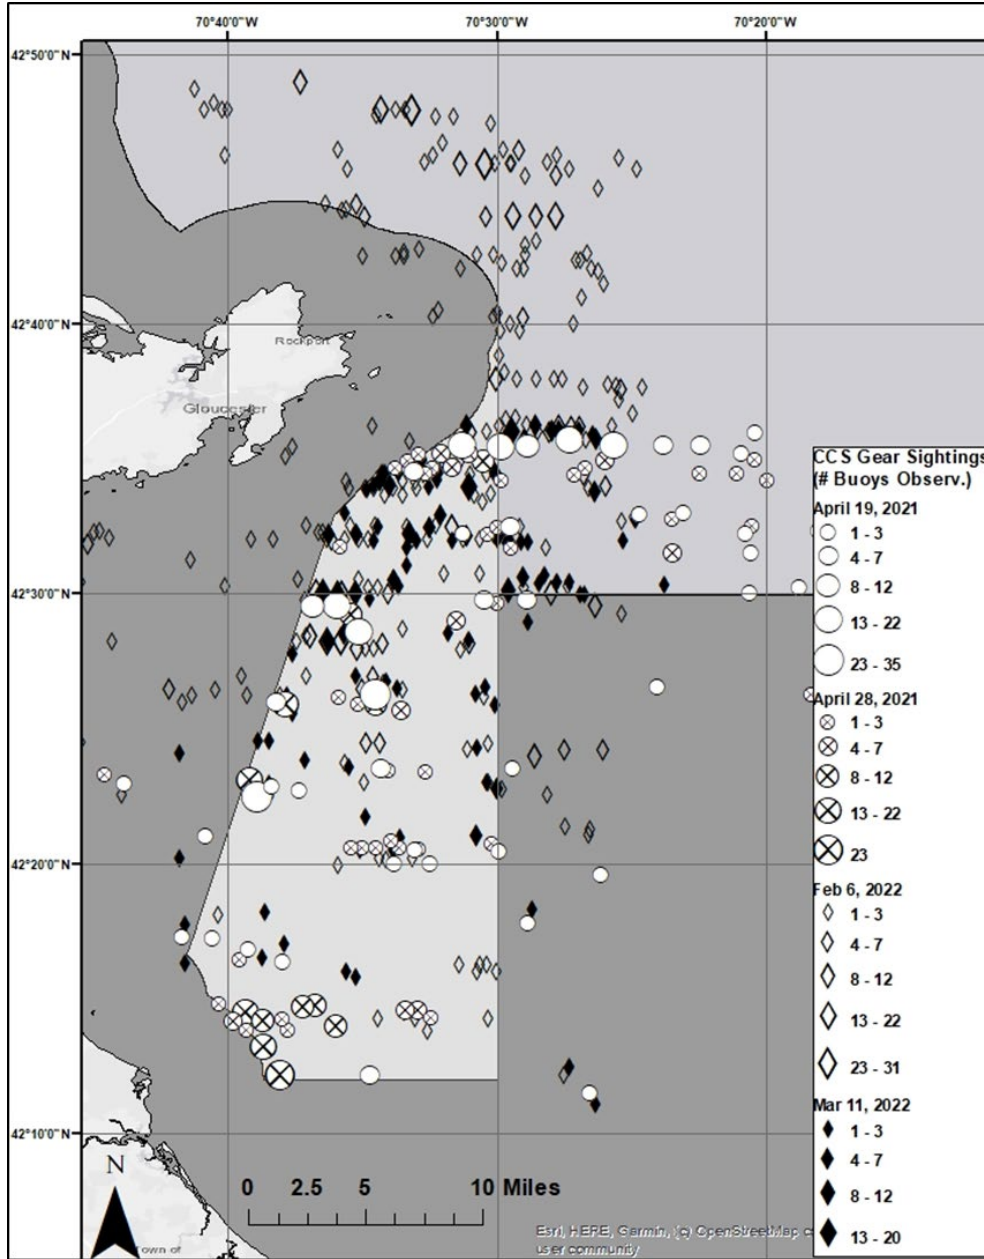 70°40'0"W 70°30'0"W 70°20'0"W
42°50'0"N
42°40'0"N
Rockport
Gloucester
CCS Gear Sightings
(# Buoys Observ.)
April 19, 2021
1 - 3
4 - 7
8 - 12
13 - 22
23 - 35
42°30'0"N
April 28, 2021
1 - 3
4 - 7
8 - 12
13 - 22
23
42°20'0"N
Feb 6, 2022
1 - 3
4 - 7
8 - 12
13 - 22
23 - 31
Mar 11, 2022
1 - 3
4 - 7
8 - 12
13 - 20
42°10'0"N
N
0 2.5 5 10 Miles
own of
Esri, HERE, Garmin, (c) OpenStreetMap c
user community